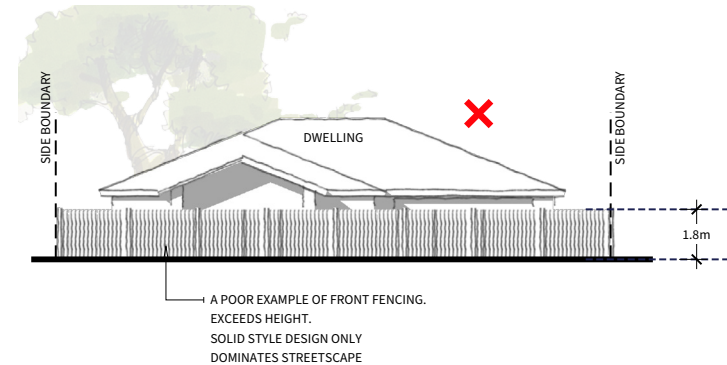 SIDE BOUNDARY
DWELLING
SIDE BOUNDARY
1.8m
A POOR EXAMPLE OF FRONT FENCING.
EXCEEDS HEIGHT.
SOLID STYLE DESIGN ONLY
DOMINATES STREETSCAPE